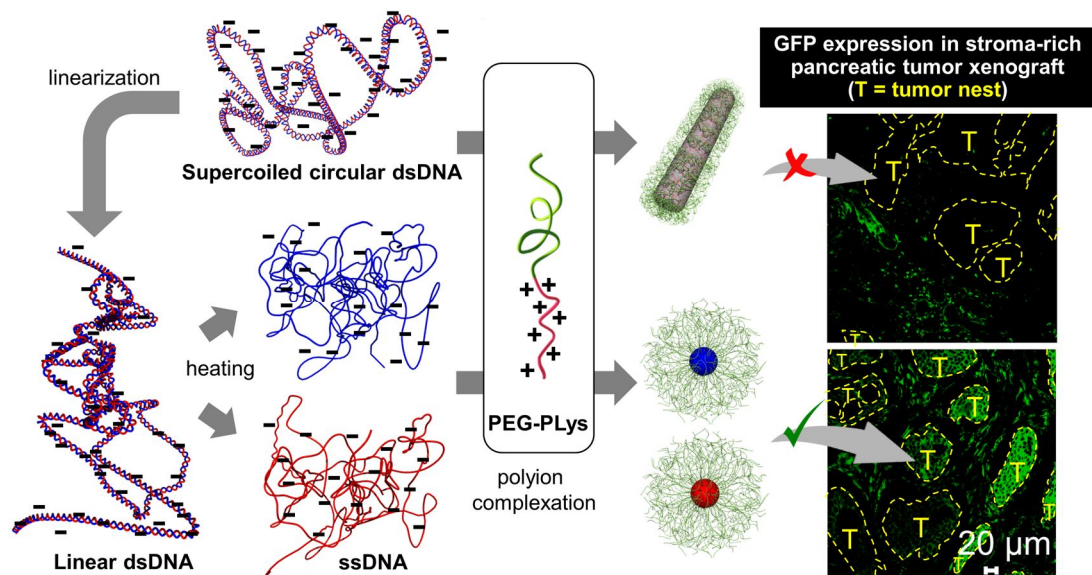 linearization
Supercoiled circular dsDNA
heating
Linear dsDNA
ssDNA
PEG-PLys
polyion
complexation
GFP expression in stroma-rich
pancreatic tumor xenograft
(T = tumor nest)
T
T
T
T
T
T
T
T
T
T
T
T
20 μm